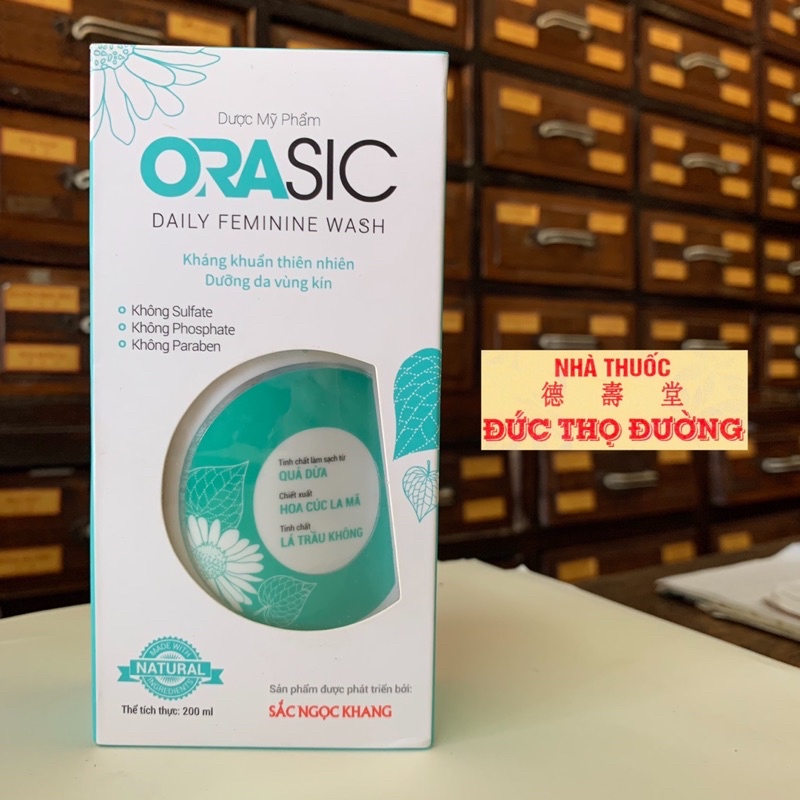 Dược Mỹ Phẩm
ORASIC
DAILY FEMININE WASH
Kháng khuẩn thiên nhiên
Dưỡng da vùng kín
Không Sulfate
Không Phosphate
Không Paraben
Tinh chất làm sạch từ
QUẢ DỪA
Chiết xuất
HOA CÚC LA MÃ
Tinh chất
LÁ TRẦU KHÔNG
MADE WITH
NATURAL
INGREDIENTS
Thể tích thực: 200 ml
Sản phẩm được phát triển bởi:
SẮC NGỌC KHANG
NHÀ THUỐC
德壽堂
ĐỨC THỌ ĐƯỜNG